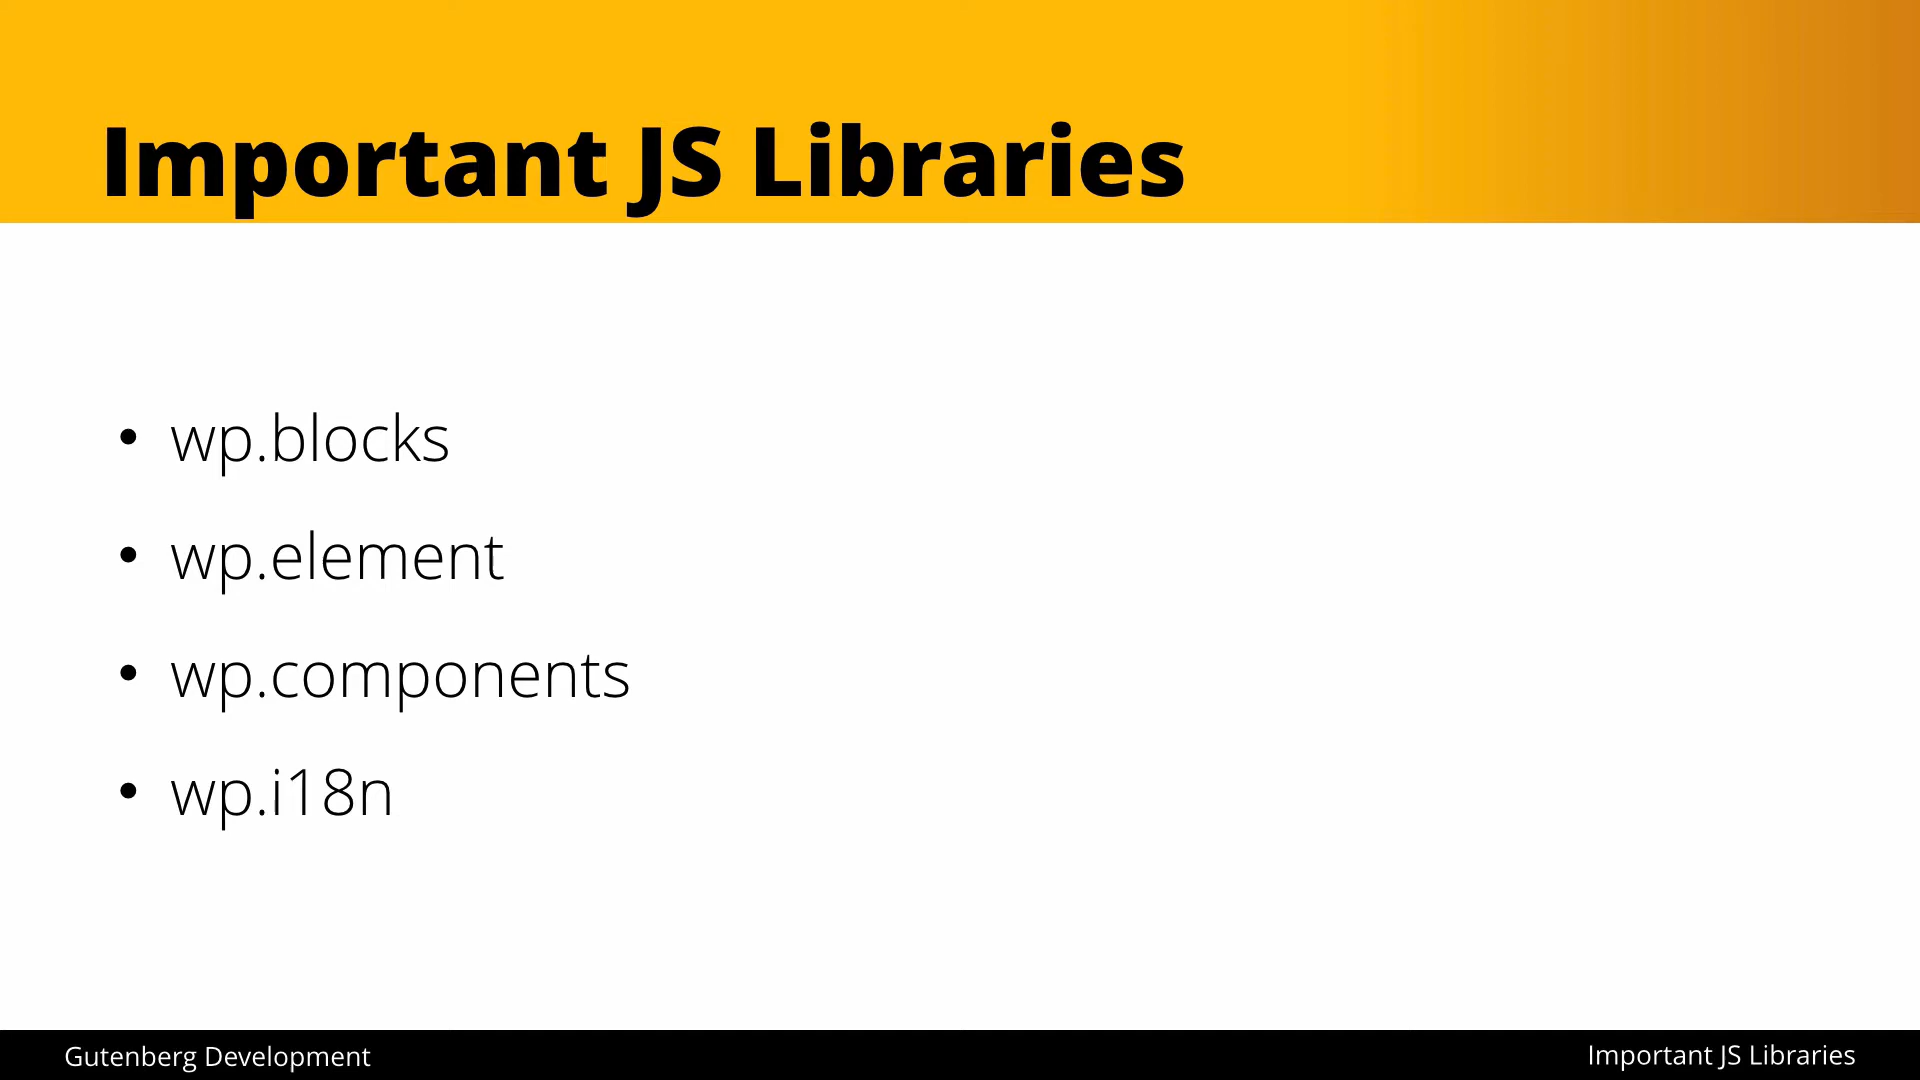 Important JS Libraries
• wp.blocks
• wp.element
• wp.components
• wp.i18n
Gutenberg Development
Important JS Libraries